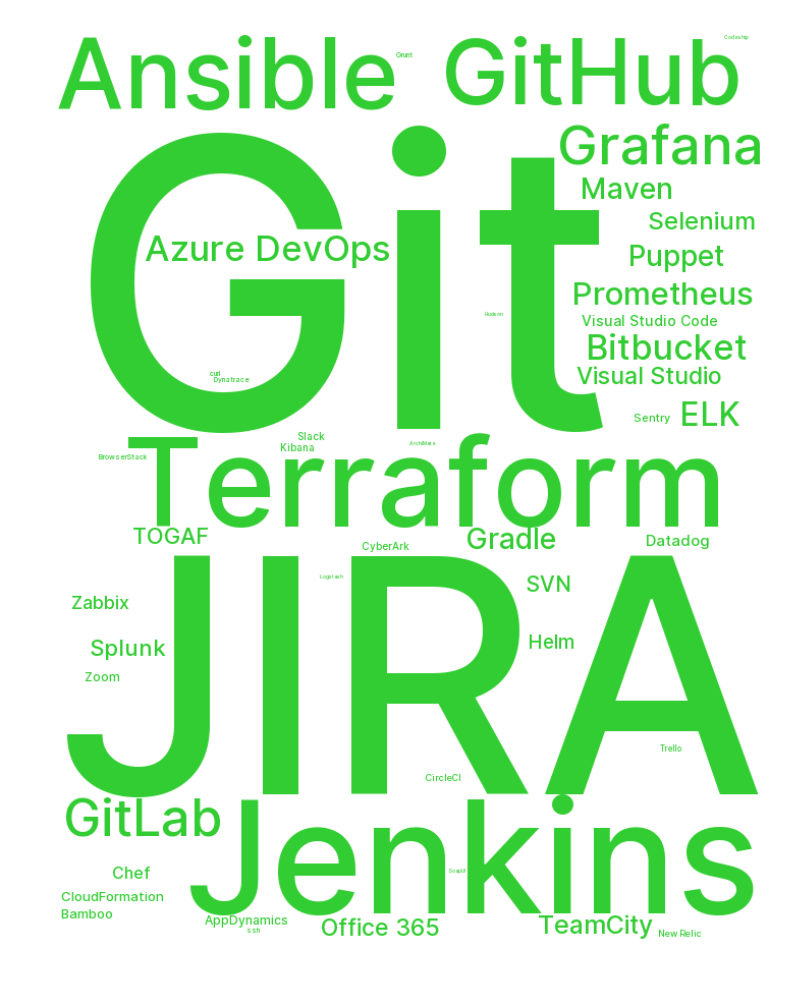 Codeship
Ansible
Grunt
GitHub
Git
Grafana
Maven
Selenium
Azure DevOps
Puppet
Prometheus
Hudson
Visual Studio Code
Bitbucket
curl
Dynatrace
Visual Studio
Sentry
ELK
Slack
Kibana
ArchiMate
BrowserStack
Terraform
TOGAF
CyberArk
Gradle
Datadog
JIRA
Logstash
SVN
Zabbix
Helm
Splunk
Zoom
Trello
CircleCI
GitLab
Jenkins
Chef
SoapUI
CloudFormation
Bamboo
AppDynamics
ssh
Office 365
TeamCity
New Relic